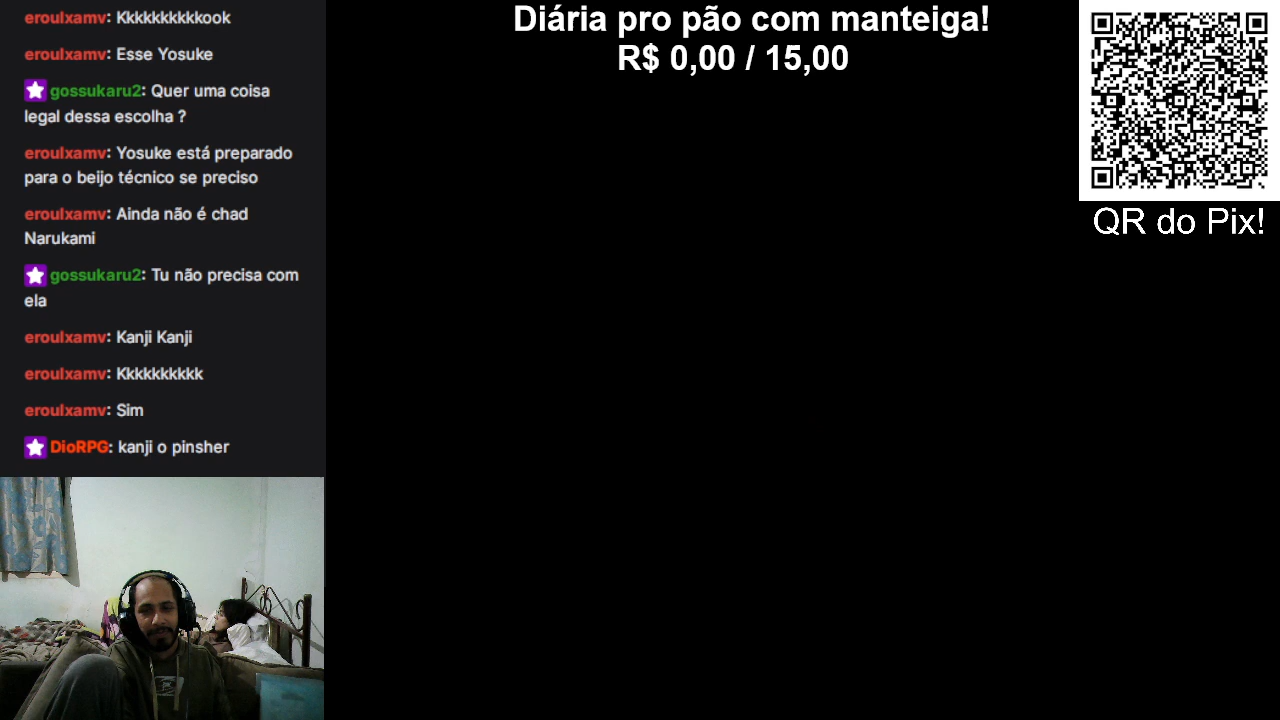 eroulxamv: Kkkkkkkkkkook
eroulxamv: Esse Yosuke
gossukaru2: Quer uma coisa
legal dessa escolha ?
eroulxamv: Yosuke está preparado
para o beijo técnico se preciso
eroulxamv: Ainda não é chad
Narukami
gossukaru2: Tu não precisa com
ela
eroulxamv: Kanji Kanji
eroulxamv: Kkkkkkkkkk
eroulxamv: Sim
DioRPG: kanji o pinsher
Diária pro pão com manteiga!
R$ 0,00 / 15,00
QR do Pix!